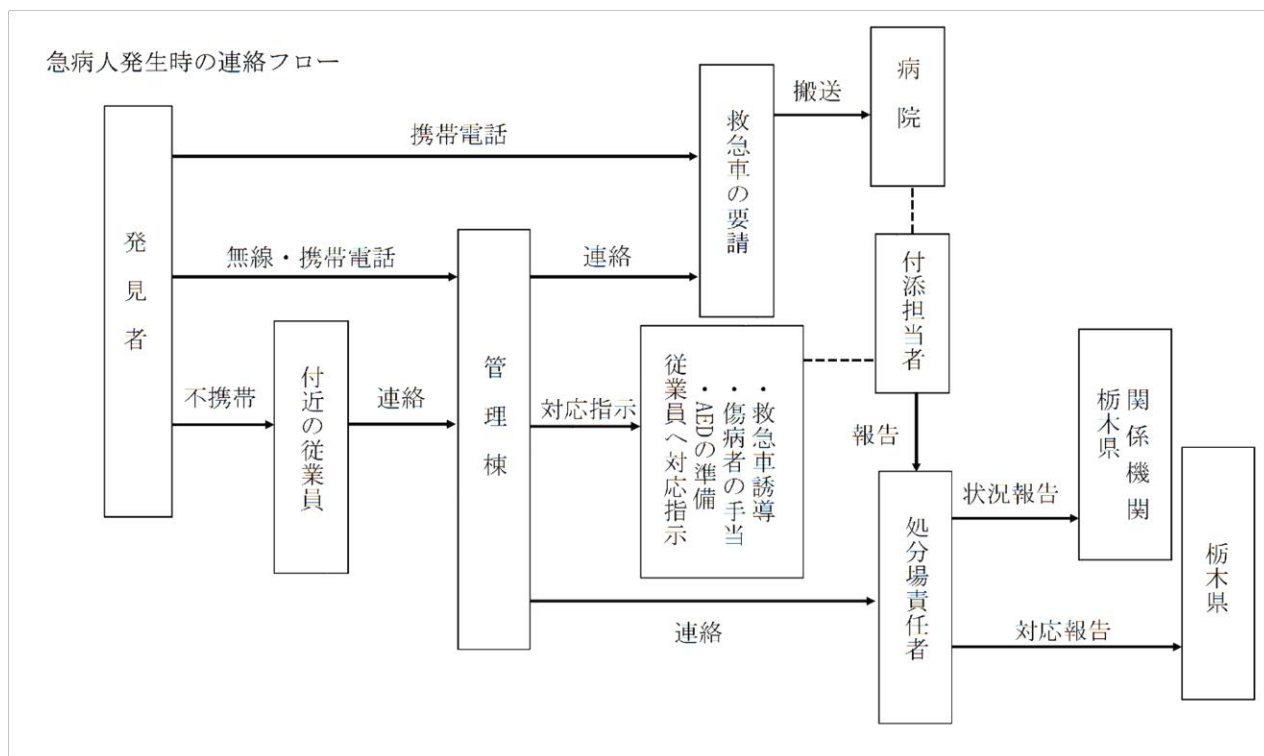 急病人発生時の連絡フロー
発見者
携帯電話
無線・携帯電話
不携帯
付近の従業員
連絡
管理棟
連絡
対応指示
連絡
救急車の要請
搬送
病院
従業員へ対応指示
・AEDの準備
・傷病者の手当
・救急車誘導
付添担当者
報告
処分場責任者
状況報告
対応報告
関係機関
栃木県
栃木県